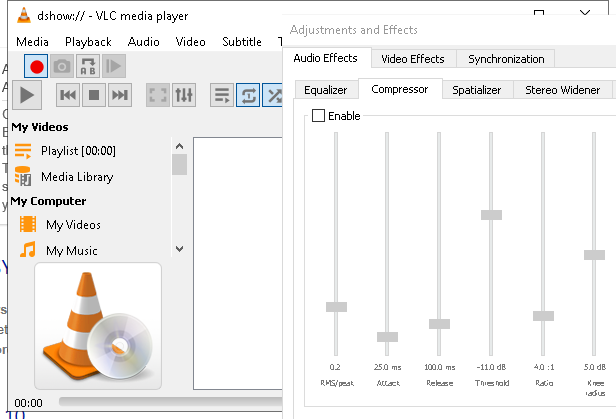 dshow:// - VLC media player
Media Playback Audio Video Subtitle T
My Videos
Playlist [00:00]
Media Library
My Computer
My Videos
My Music
00:00
Adjustments and Effects
Audio Effects Video Effects Synchronization
Equalizer Compressor Spatializer Stereo Widener
Enable
0.2 25.0 ms 100.0 ms -11.0 dB 4.0 :1 5.0 dB
RMS/peak Attack Release Threshold Ratio Knee
radius